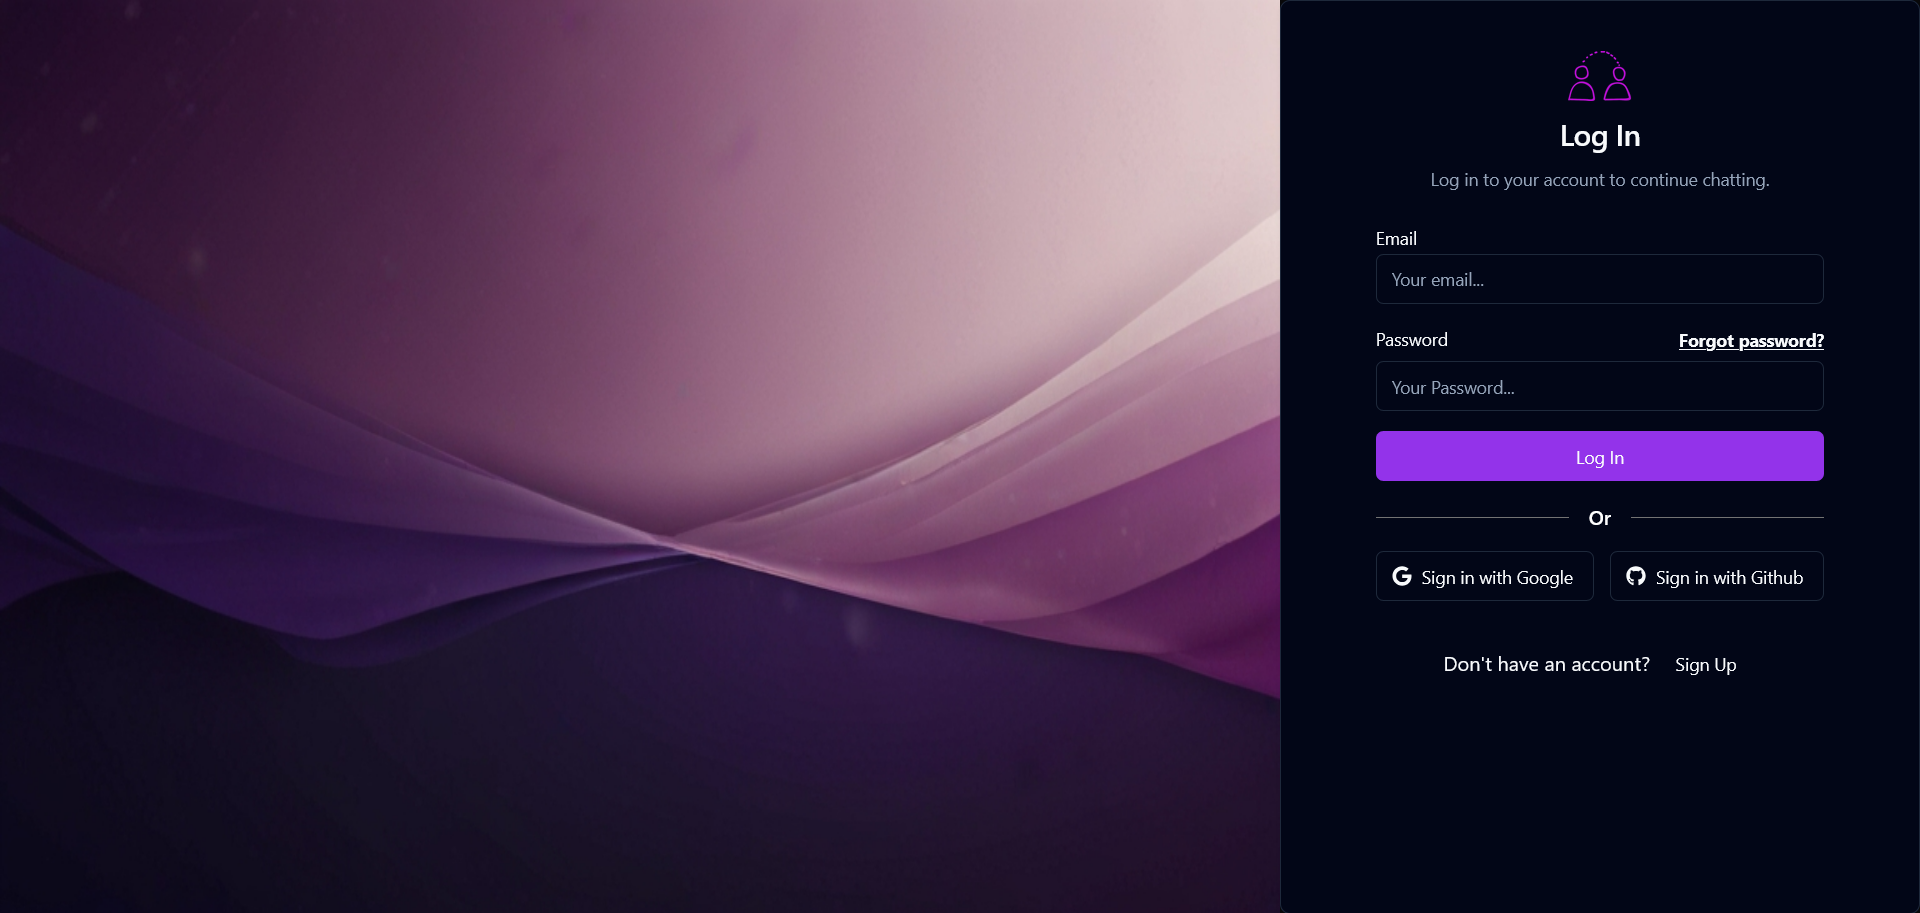 Log In
Log in to your account to continue chatting.
Email
Your email...
Password Forgot password?
Your Password...
Log In
Or
Sign in with Google Sign in with Github
Don't have an account? Sign Up